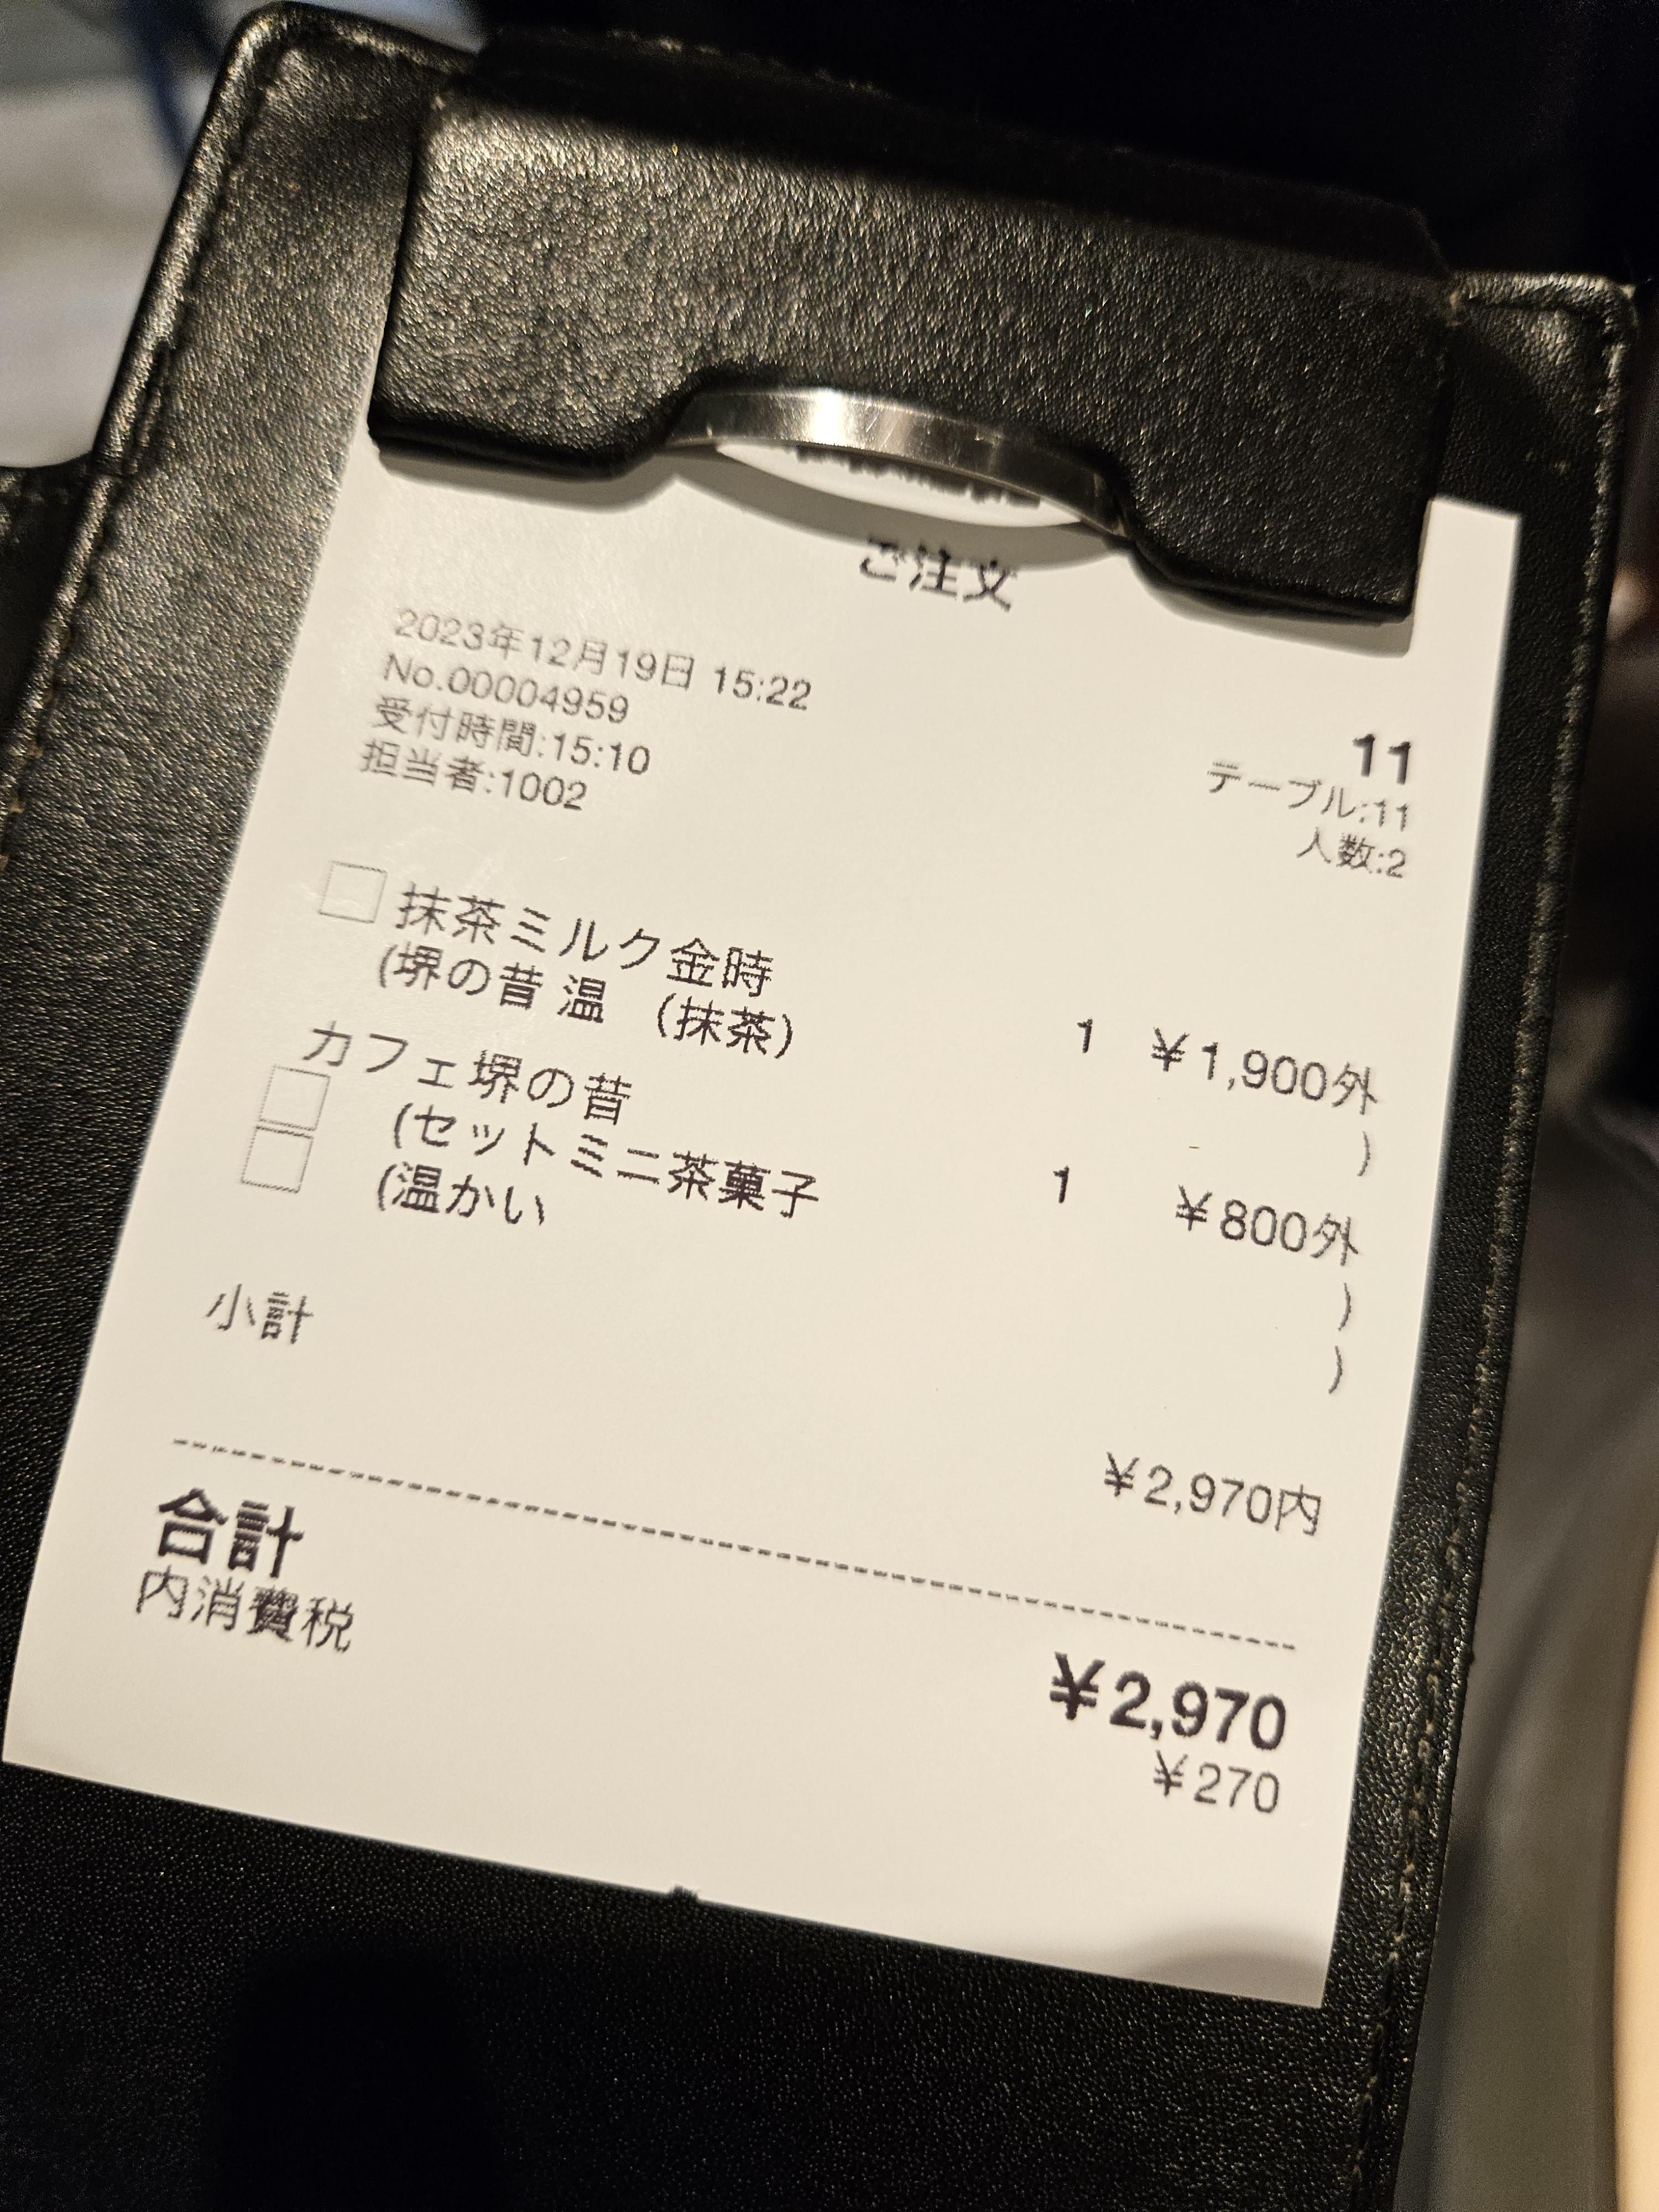 ご注文
2023年12月19日 15:22
No.00004959
受付時間:15:10
担当者:1002
11
テーブル:11
人数:2
抹茶ミルク金時 1 ¥1,900外
(堺の昔 温 (抹茶) )
カフェ堺の昔 1 ¥800外
(セットミニ茶菓子 )
(温かい )
小計 ¥2,970内
合計 ¥2,970
内消費税 ¥270